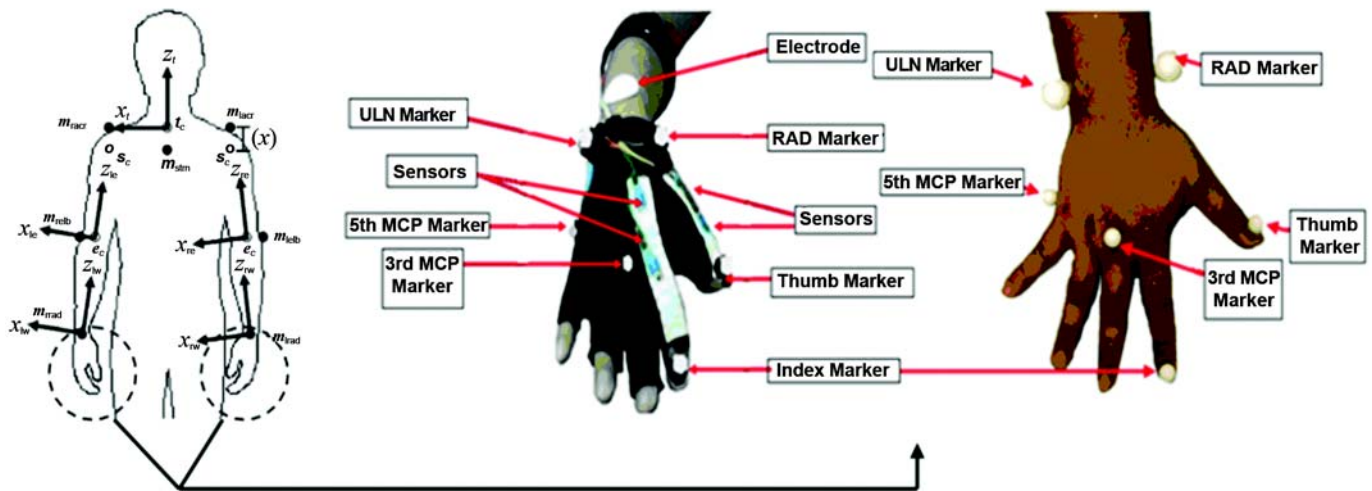 z_t
x_t
t_c
m_racr
m_lacr
(x)
s_c
m_stm
s_c
z_le
z_re
m_relb
x_le
e_c
x_re
e_c
m_lelb
z_lw
z_rw
m_rrad
x_lw
x_rw
m_lrad
Electrode
ULN Marker
RAD Marker
Sensors
Sensors
5th MCP Marker
3rd MCP
Marker
Thumb Marker
Index Marker
ULN Marker
RAD Marker
5th MCP Marker
Thumb
Marker
3rd MCP
Marker